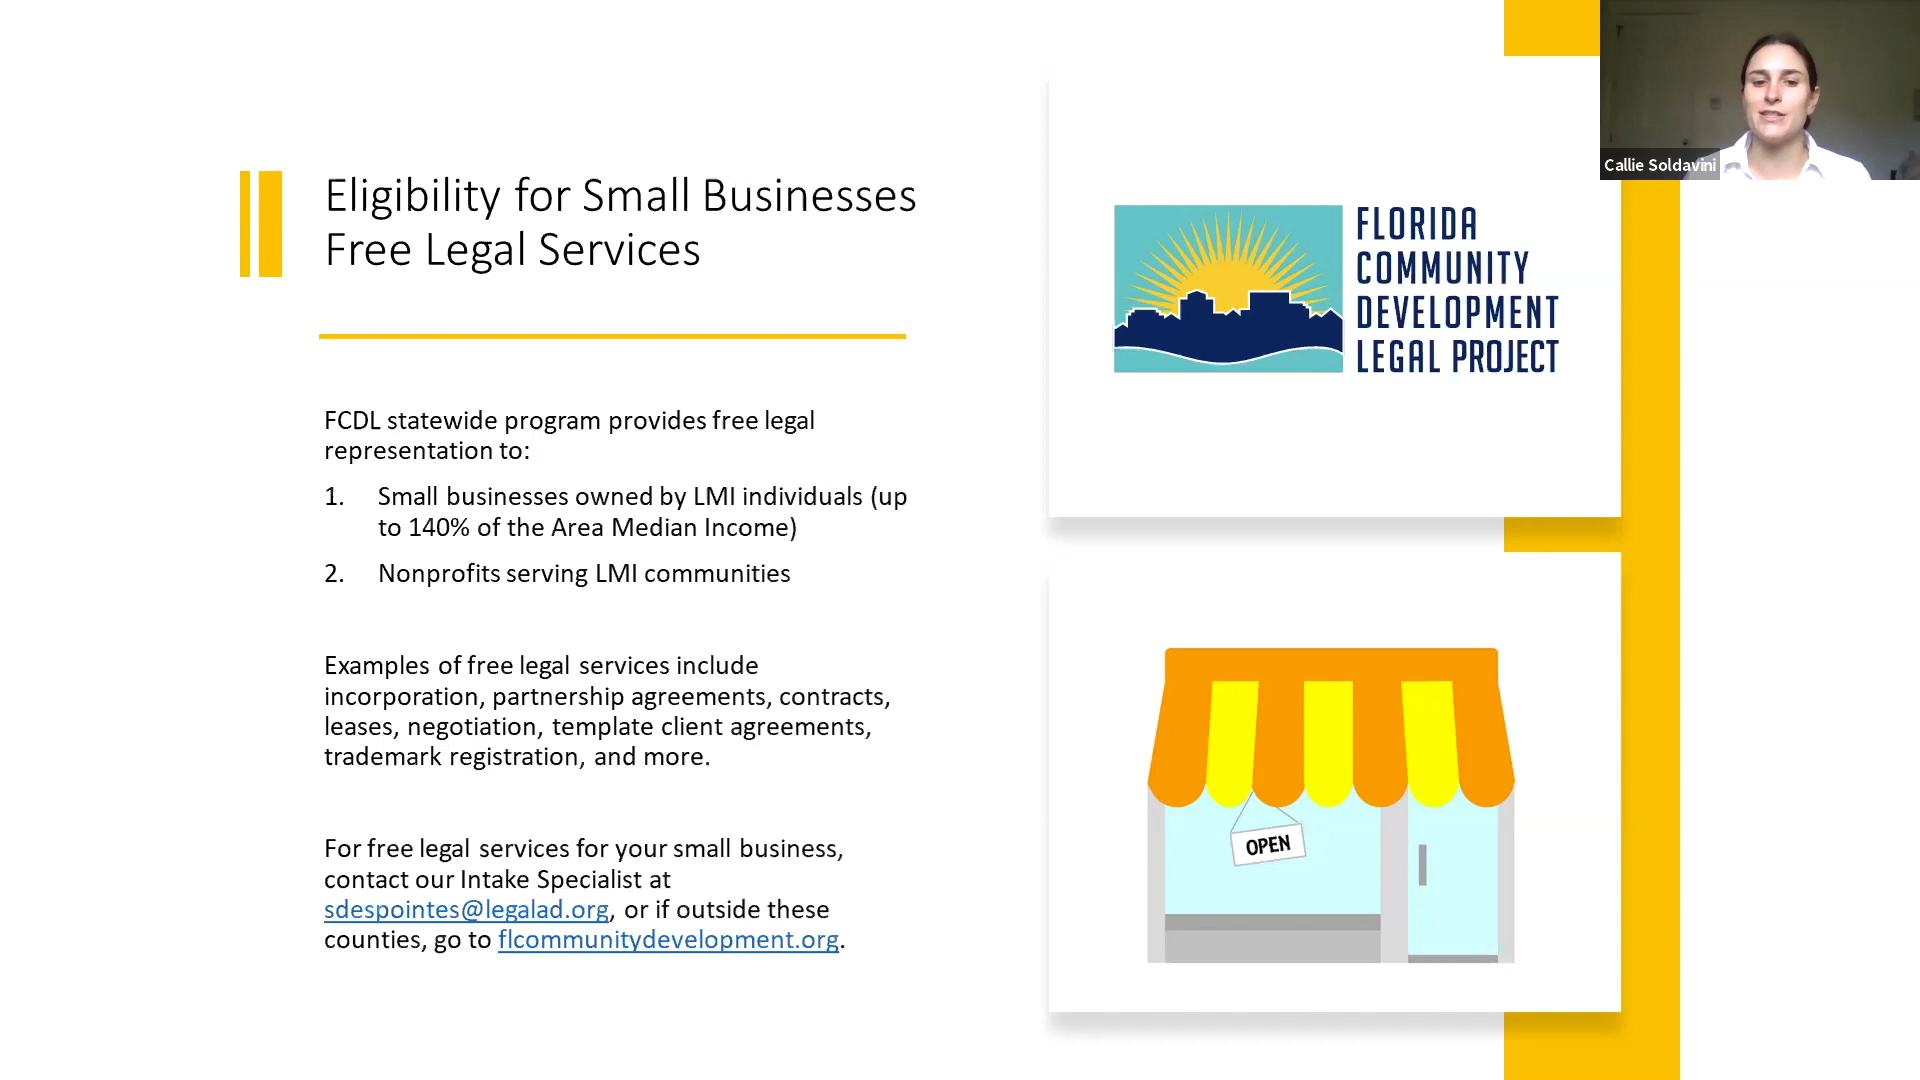 Callie Soldavini
Eligibility for Small Businesses
Free Legal Services
FLORIDA
COMMUNITY
DEVELOPMENT
LEGAL PROJECT
FCDL statewide program provides free legal
representation to:
1. Small businesses owned by LMI individuals (up
to 140% of the Area Median Income)
2. Nonprofits serving LMI communities
Examples of free legal services include
incorporation, partnership agreements, contracts,
leases, negotiation, template client agreements,
trademark registration, and more.
For free legal services for your small business,
contact our Intake Specialist at
sdespointes@legalad.org, or if outside these
counties, go to flcommunitydevelopment.org.
OPEN